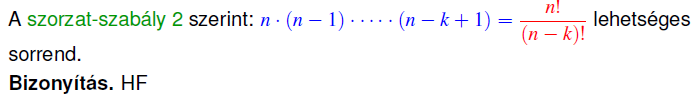 A szorzat-szabály 2 szerint: n · (n − 1) · · · · · (n − k + 1) = n! / (n − k)! lehetséges
sorrend.
Bizonyítás. HF